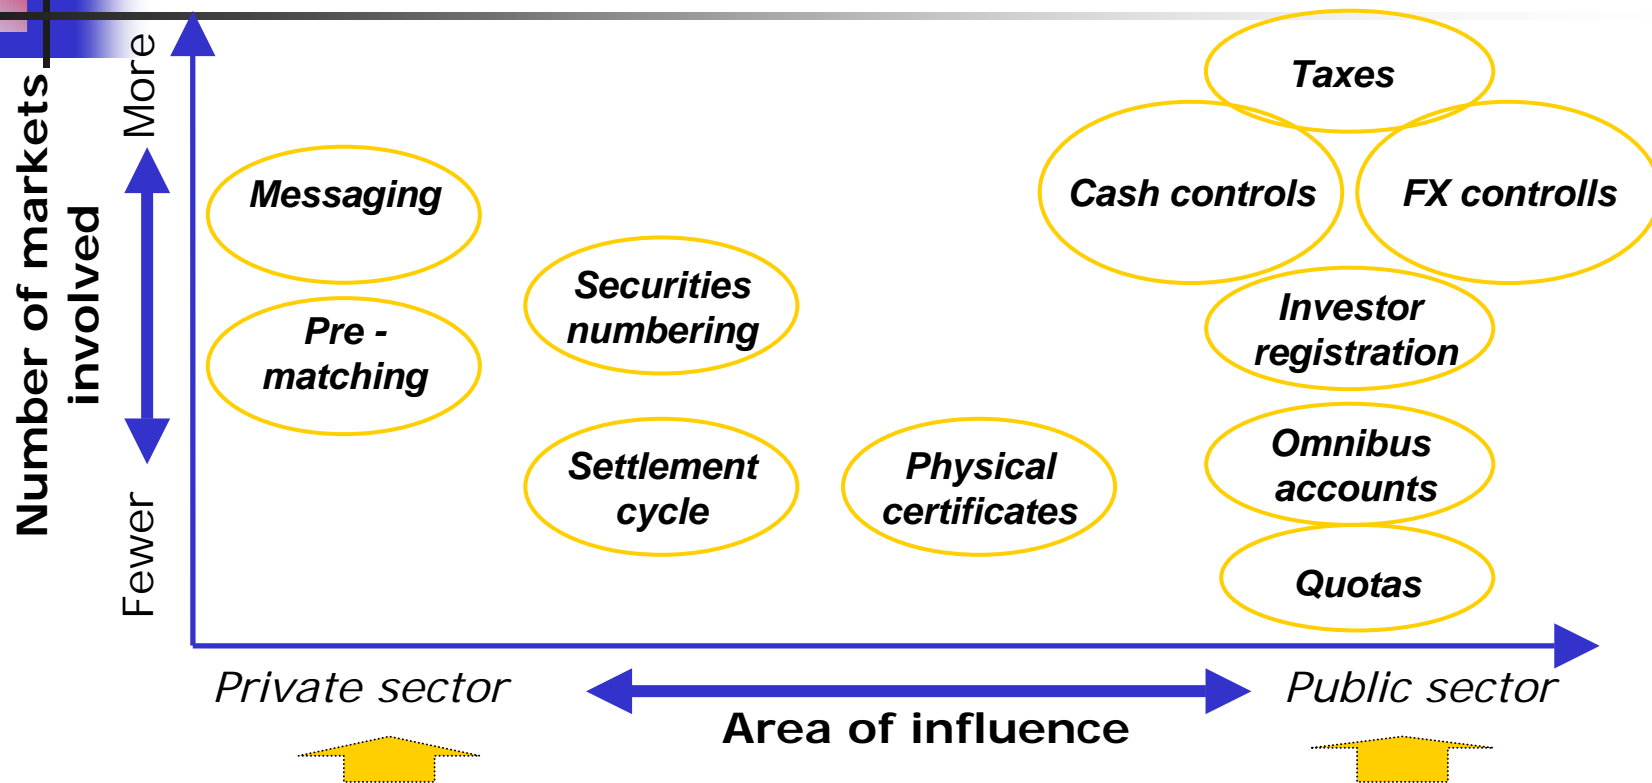 Number of markets
involved
More
Fewer
Taxes
Cash controls
FX controlls
Messaging
Securities
numbering
Investor
registration
Pre -
matching
Settlement
cycle
Physical
certificates
Omnibus
accounts
Quotas
Private sector
Area of influence
Public sector